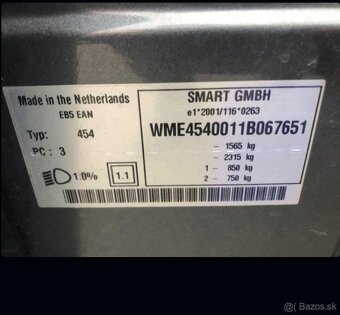 Made in the Netherlands
EB5 EAN
Typ: 454
PC : 3
1.0%
1.1
SMART GMBH
e1*2001/116*0263
WME4540011B067651
– 1565 kg
– 2315 kg
1 – 850 kg
2 – 750 kg
© Bazos.sk